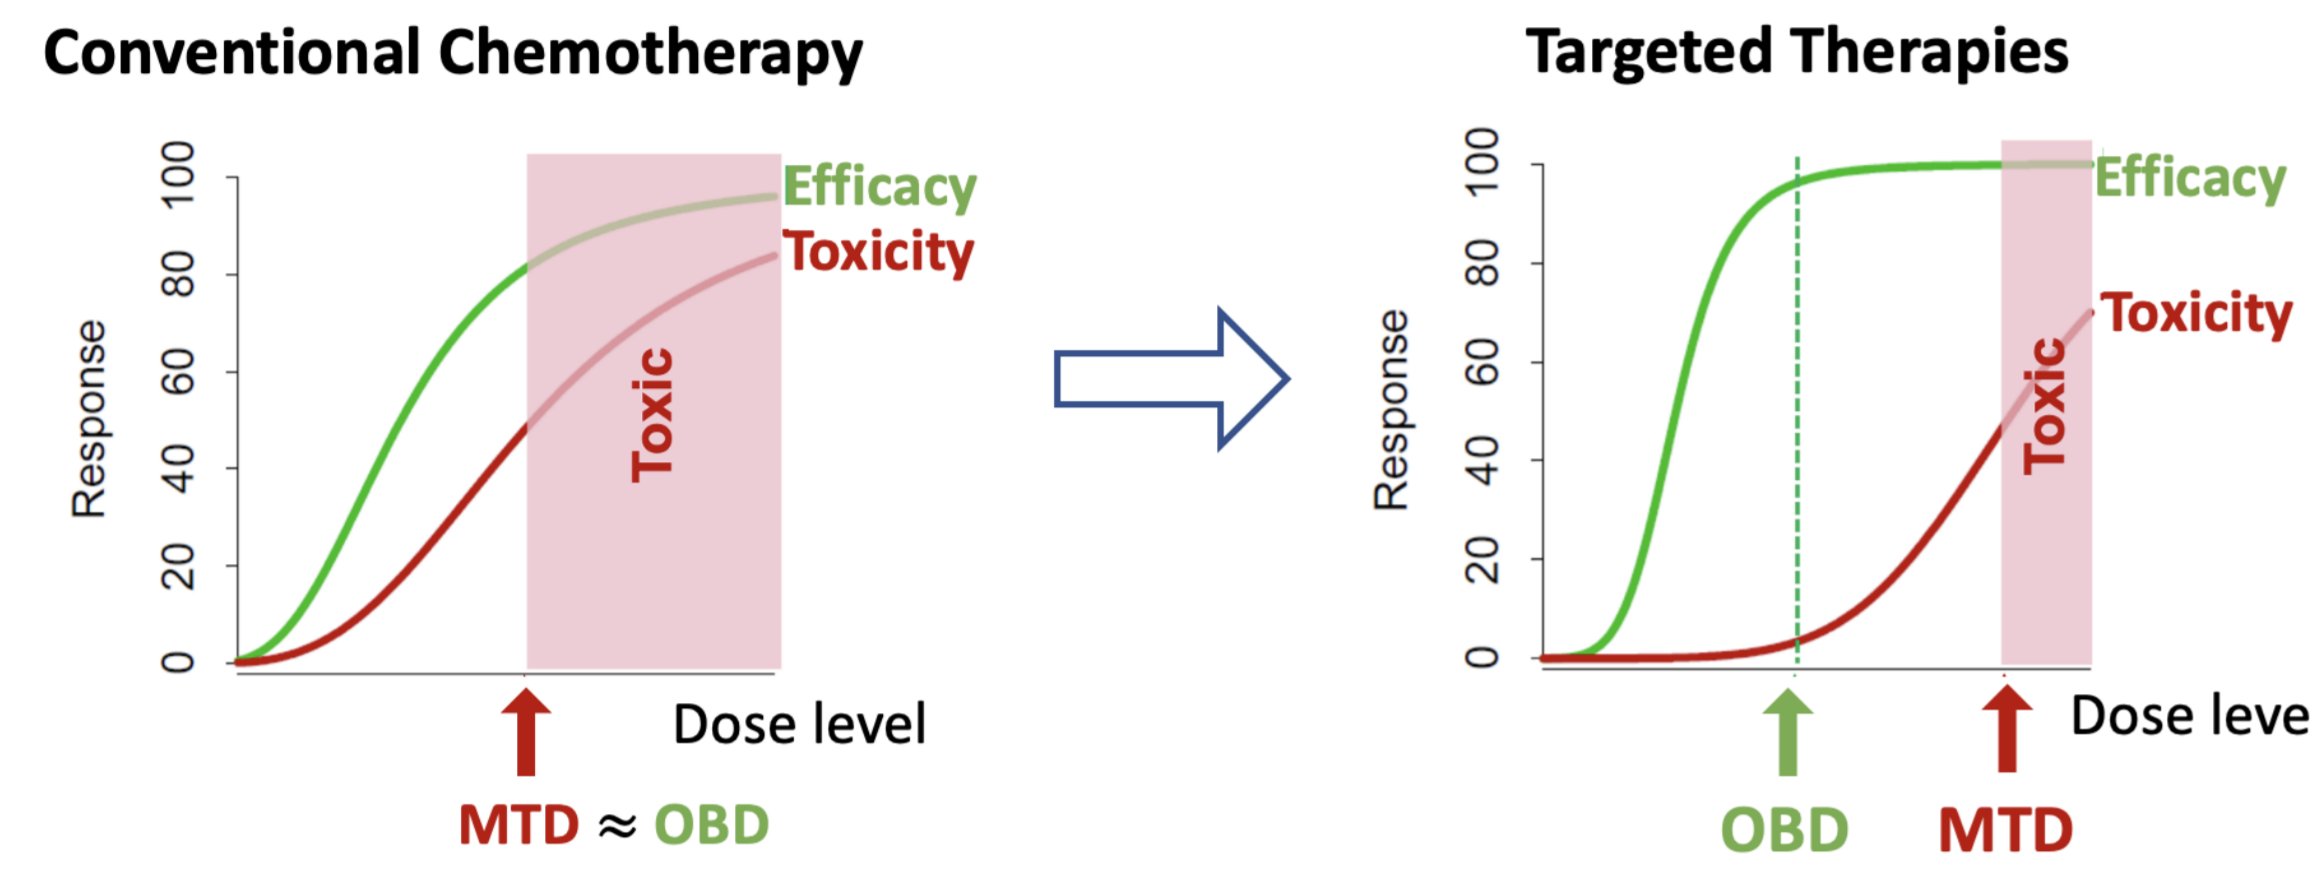 Conventional Chemotherapy
Response
100
80
60
40
20
0
Efficacy
Toxicity
Toxic
Dose level
MTD ≈ OBD
Targeted Therapies
Response
100
80
60
40
20
0
Efficacy
Toxicity
Toxic
Dose leve
OBD
MTD